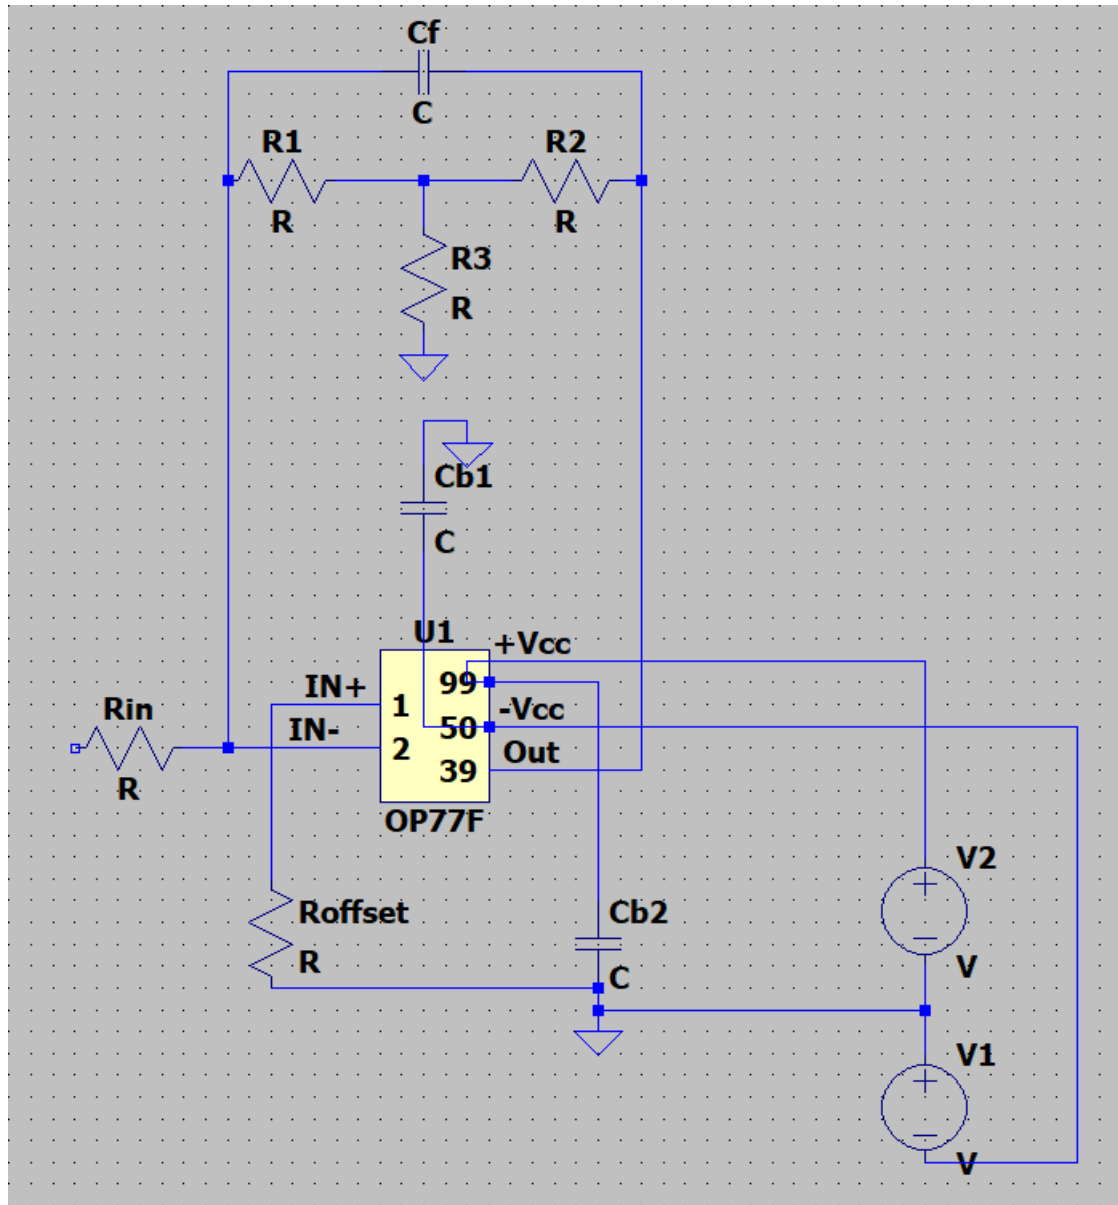 Cf
C
R1
R2
R
R
R3
R
Cb1
C
U1
+Vcc
99
IN+
1
-Vcc
Rin
IN-
50
2
Out
39
R
OP77F
V2
Roffset
Cb2
R
V
C
V1
V